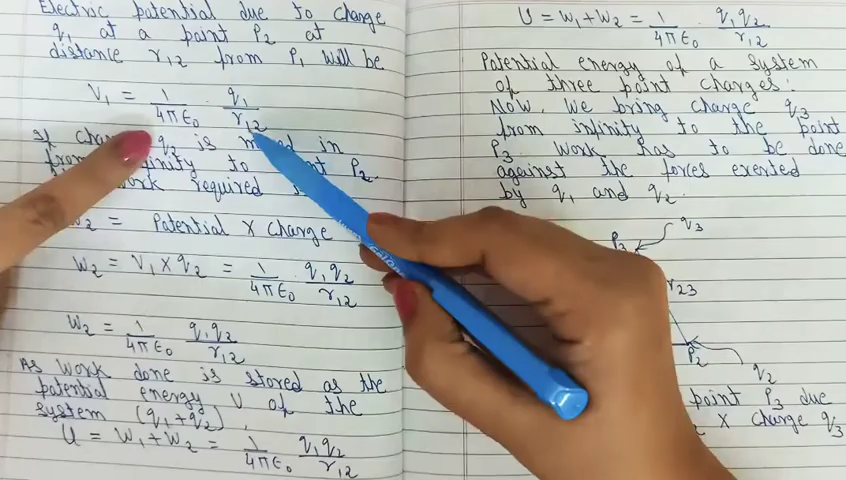 Electric potential due to charge
q₁ at a point P₂ at
distance r₁₂ from P₁ will be
V₁ = 1/4πε₀ · q₁/r₁₂
If q₂ is in
to P₂.
work required
= Potential × charge
W₂ = V₁ × q₂ = 1/4πε₀ · q₁q₂/r₁₂
W₂ = 1/4πε₀ q₁q₂/r₁₂
As work done is stored as the
potential energy U of the
system (q₁+q₂),
U = W₁ + W₂ = 1/4πε₀ q₁q₂/r₁₂
U = W₁ + W₂ = 1/4πε₀ · q₁q₂/r₁₂
Potential energy of a system
of three point charges:
Now, we bring charge q₃
from infinity to the point
P₃ work has to be done
against the forces exerted
by q₁ and q₂.
P₃ q₃
r₂₃
P₂
q₂
point P₃ due
× charge q₃